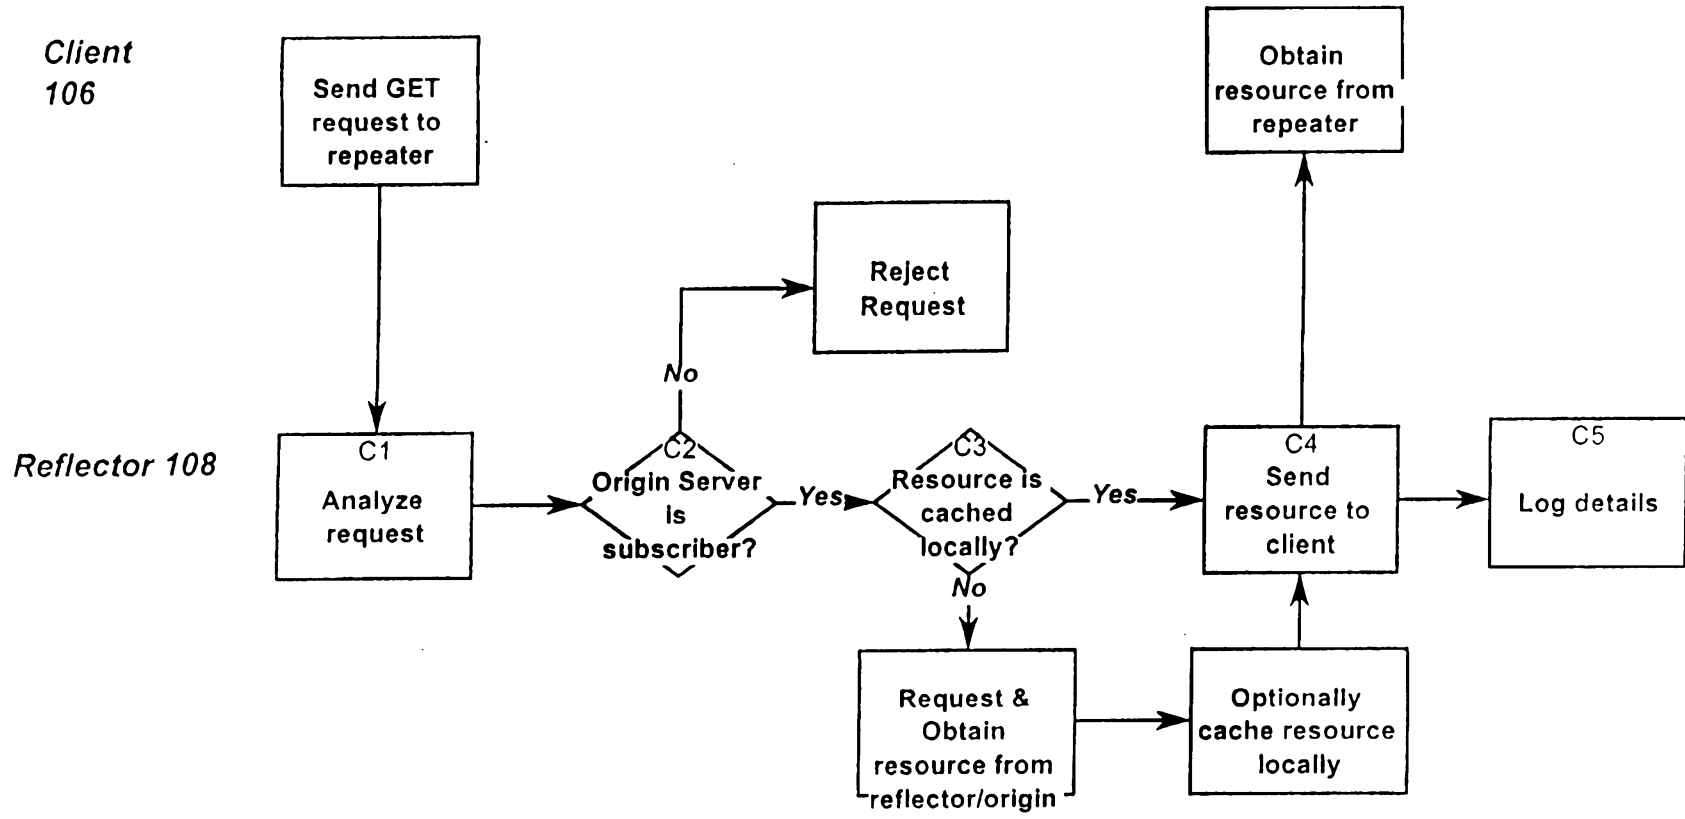 Client
106
Send GET
request to
repeater
Obtain
resource from
repeater
Reject
Request
No
Reflector 108
C1
Analyze
request
C2
Origin Server
is
subscriber?
Yes
C3
Resource is
cached
locally?
Yes
C4
Send
resource to
client
C5
Log details
No
Request &
Obtain
resource from
reflector/origin
Optionally
cache resource
locally